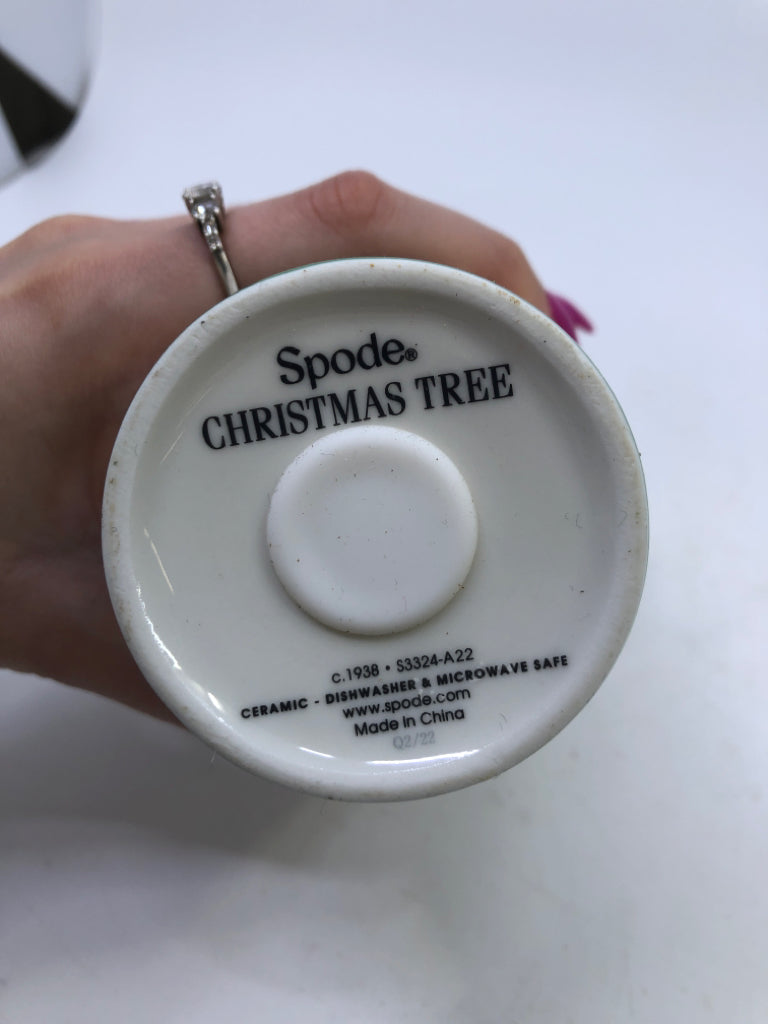 Spode®
CHRISTMAS TREE
c.1938 • S3324-A22
CERAMIC - DISHWASHER & MICROWAVE SAFE
www.spode.com
Made in China
Q2/22